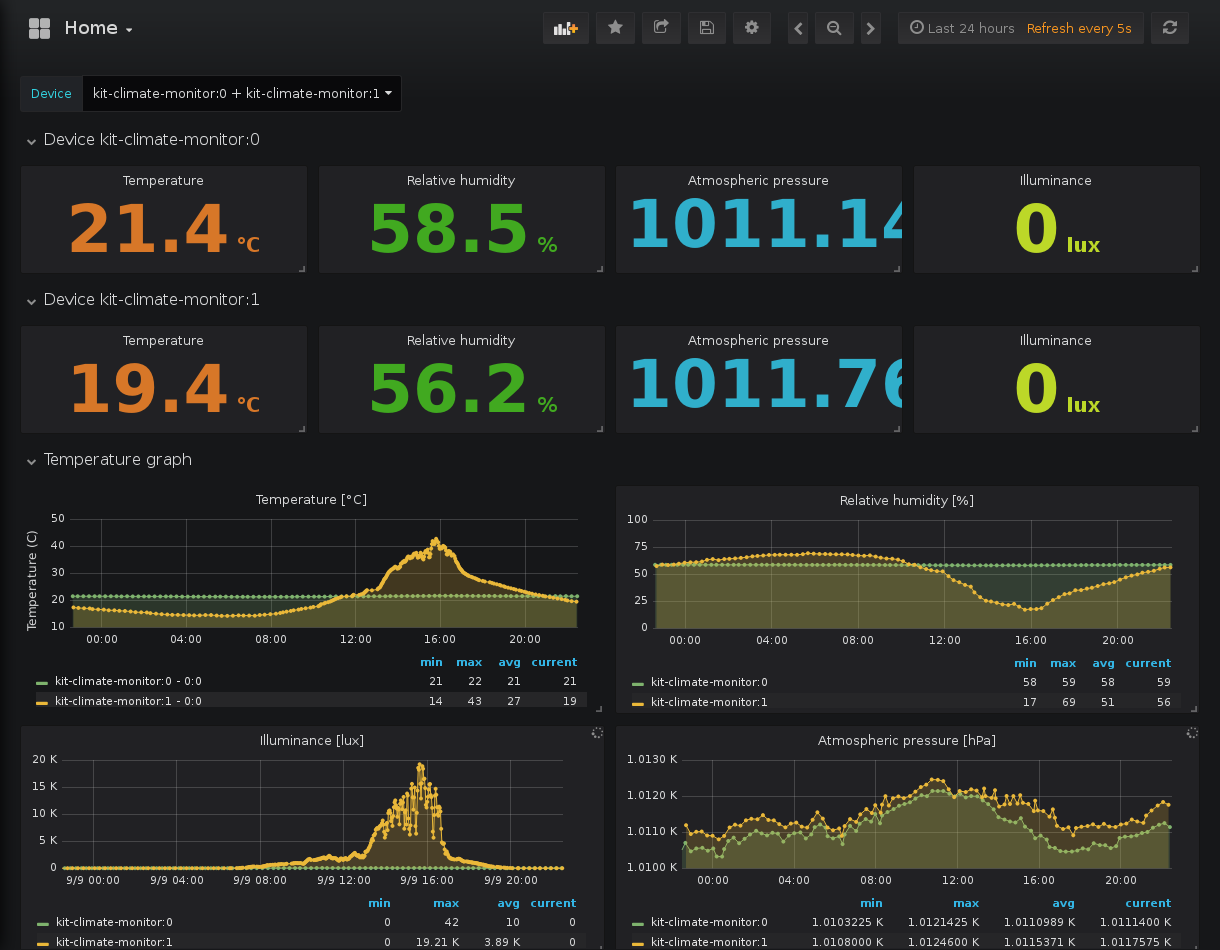 Home
Last 24 hours Refresh every 5s
Device kit-climate-monitor:0 + kit-climate-monitor:1
Device kit-climate-monitor:0
Temperature Relative humidity Atmospheric pressure Illuminance
21.4 °C 58.5 % 1011.14 0 lux
Device kit-climate-monitor:1
Temperature Relative humidity Atmospheric pressure Illuminance
19.4 °C 56.2 % 1011.76 0 lux
Temperature graph
Temperature [°C]
Temperature (C)
50
40
30
20
10
00:00 04:00 08:00 12:00 16:00 20:00
min max avg current
kit-climate-monitor:0 - 0:0 21 22 21 21
kit-climate-monitor:1 - 0:0 14 43 27 19
Relative humidity [%]
100
75
50
25
0
00:00 04:00 08:00 12:00 16:00 20:00
min max avg current
kit-climate-monitor:0 58 59 58 59
kit-climate-monitor:1 17 69 51 56
Illuminance [lux]
20 K
15 K
10 K
5 K
0
9/9 00:00 9/9 04:00 9/9 08:00 9/9 12:00 9/9 16:00 9/9 20:00
min max avg current
kit-climate-monitor:0 0 42 10 0
kit-climate-monitor:1 0 19.21 K 3.89 K 0
Atmospheric pressure [hPa]
1.0130 K
1.0120 K
1.0110 K
1.0100 K
00:00 04:00 08:00 12:00 16:00 20:00
min max avg current
kit-climate-monitor:0 1.0103225 K 1.0121425 K 1.0110989 K 1.0111400 K
kit-climate-monitor:1 1.0108000 K 1.0124600 K 1.0115371 K 1.0117575 K